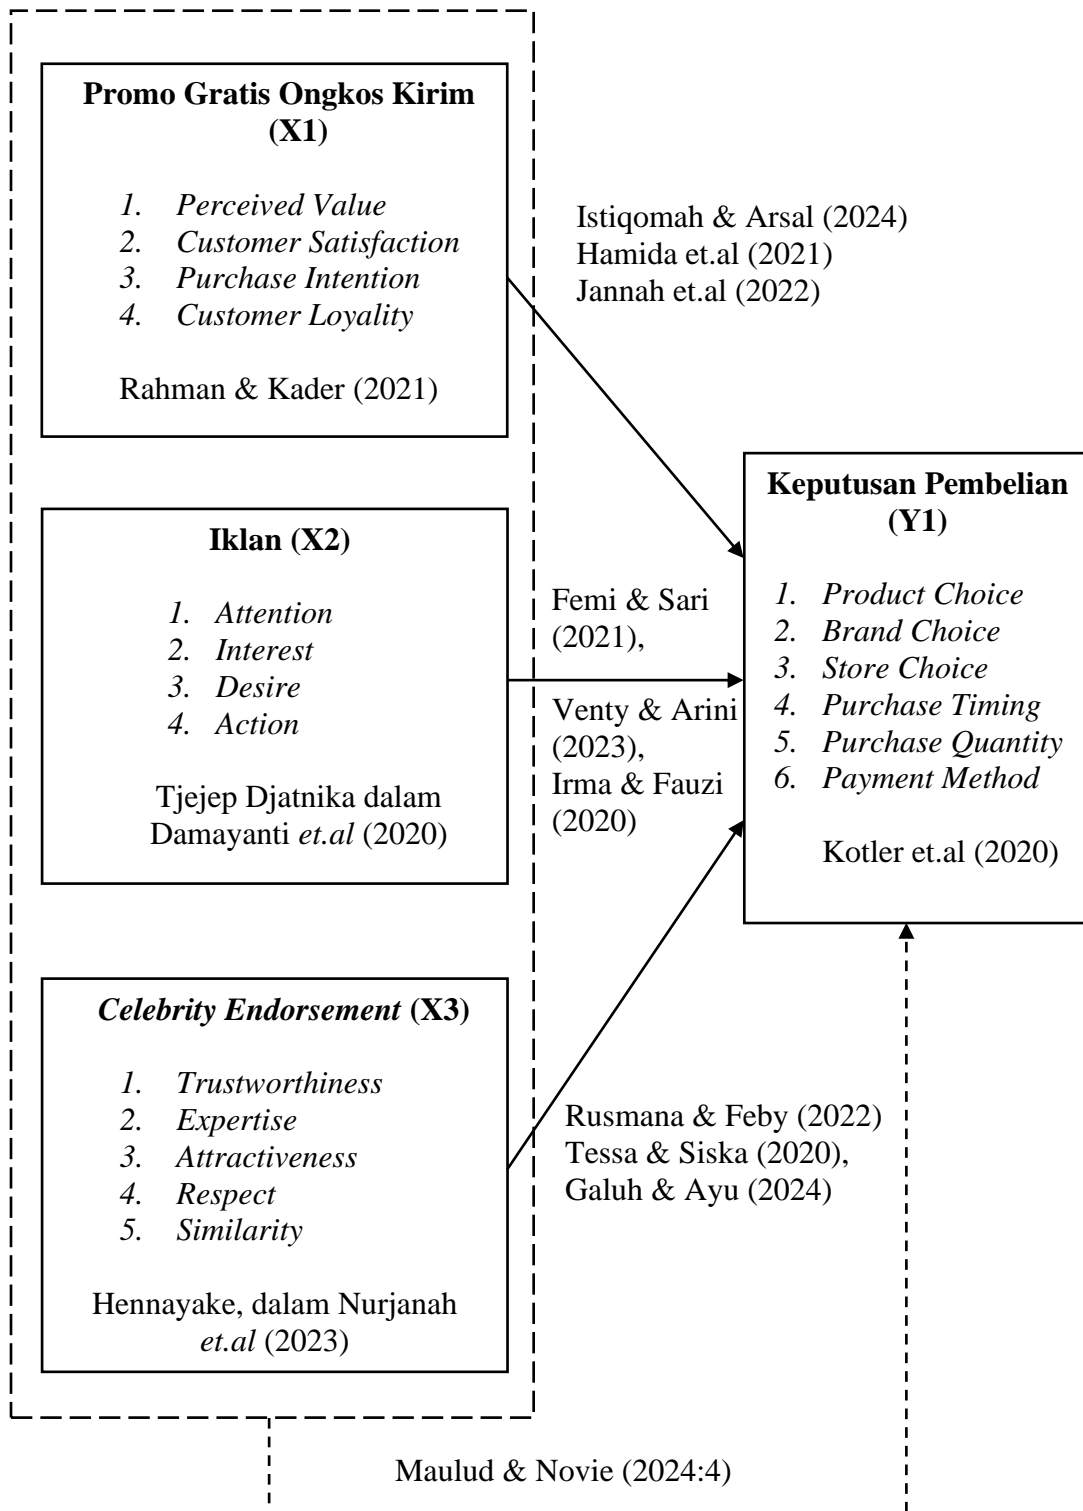 Promo Gratis Ongkos Kirim
(X1)
1. Perceived Value
2. Customer Satisfaction
3. Purchase Intention
4. Customer Loyality
Rahman & Kader (2021)
Istiqomah & Arsal (2024)
Hamida et.al (2021)
Jannah et.al (2022)
Iklan (X2)
1. Attention
2. Interest
3. Desire
4. Action
Tjejep Djatnika dalam
Damayanti et.al (2020)
Femi & Sari
(2021),
Venty & Arini
(2023),
Irma & Fauzi
(2020)
Keputusan Pembelian
(Y1)
1. Product Choice
2. Brand Choice
3. Store Choice
4. Purchase Timing
5. Purchase Quantity
6. Payment Method
Kotler et.al (2020)
Celebrity Endorsement (X3)
1. Trustworthiness
2. Expertise
3. Attractiveness
4. Respect
5. Similarity
Hennayake, dalam Nurjanah
et.al (2023)
Rusmana & Feby (2022)
Tessa & Siska (2020),
Galuh & Ayu (2024)
Maulud & Novie (2024:4)